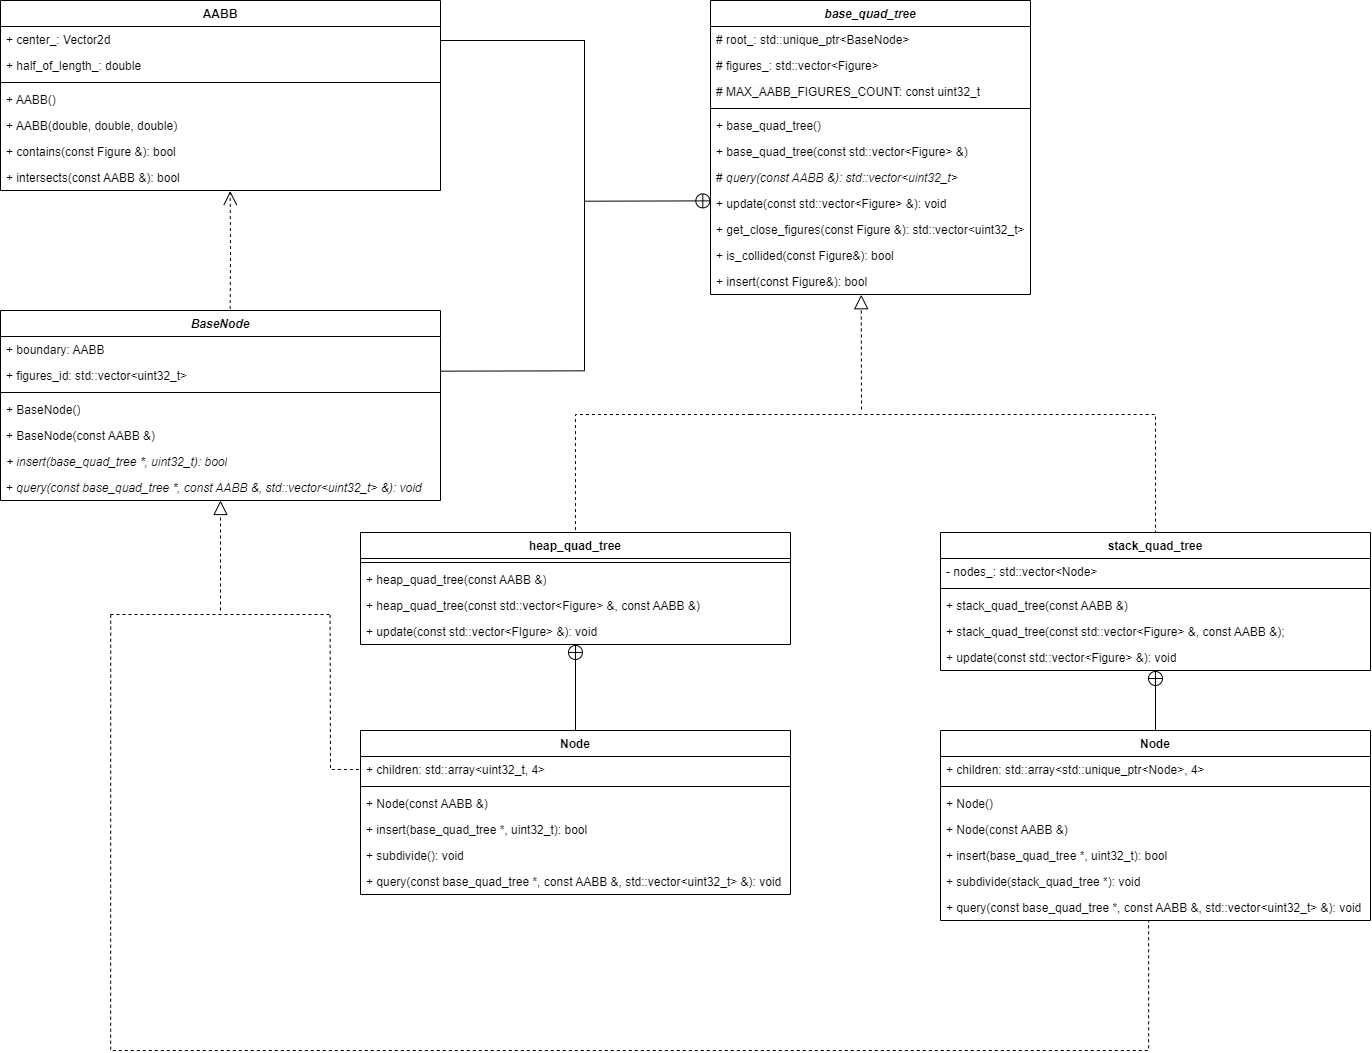 AABB
+ center_: Vector2d
+ half_of_length_: double
+ AABB()
+ AABB(double, double, double)
+ contains(const Figure &): bool
+ intersects(const AABB &): bool
base_quad_tree
# root_: std::unique_ptr<BaseNode>
# figures_: std::vector<Figure>
# MAX_AABB_FIGURES_COUNT: const uint32_t
+ base_quad_tree()
+ base_quad_tree(const std::vector<Figure> &)
# query(const AABB &): std::vector<uint32_t>
+ update(const std::vector<Figure> &): void
+ get_close_figures(const Figure &): std::vector<uint32_t>
+ is_collided(const Figure&): bool
+ insert(const Figure&): bool
BaseNode
+ boundary: AABB
+ figures_id: std::vector<uint32_t>
+ BaseNode()
+ BaseNode(const AABB &)
+ insert(base_quad_tree *, uint32_t): bool
+ query(const base_quad_tree *, const AABB &, std::vector<uint32_t> &): void
heap_quad_tree
+ heap_quad_tree(const AABB &)
+ heap_quad_tree(const std::vector<Figure> &, const AABB &)
+ update(const std::vector<FIgure> &): void
stack_quad_tree
- nodes_: std::vector<Node>
+ stack_quad_tree(const AABB &)
+ stack_quad_tree(const std::vector<Figure> &, const AABB &);
+ update(const std::vector<Figure> &): void
Node
+ children: std::array<uint32_t, 4>
+ Node(const AABB &)
+ insert(base_quad_tree *, uint32_t): bool
+ subdivide(): void
+ query(const base_quad_tree *, const AABB &, std::vector<uint32_t> &): void
Node
+ children: std::array<std::unique_ptr<Node>, 4>
+ Node()
+ Node(const AABB &)
+ insert(base_quad_tree *, uint32_t): bool
+ subdivide(stack_quad_tree *): void
+ query(const base_quad_tree *, const AABB &, std::vector<uint32_t> &): void